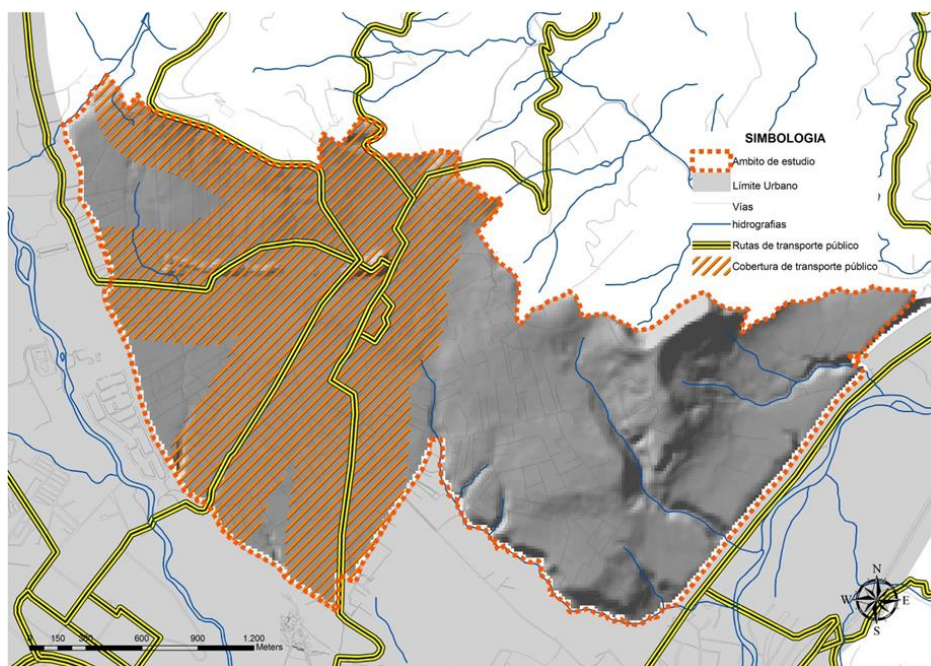 SIMBOLOGIA
Ambito de estudio
Límite Urbano
Vías
hidrografias
Rutas de transporte público
Cobertura de transporte público
N
W E
S
0 150 300 600 900 1.200
Meters